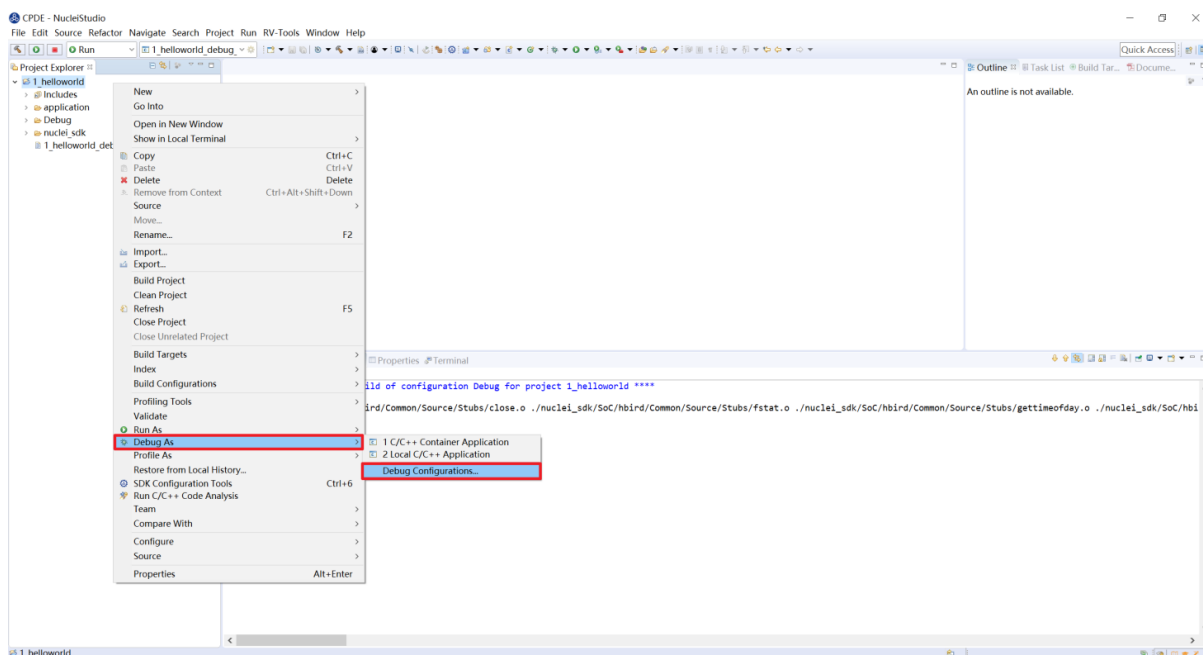 CPDE - NucleiStudio
File Edit Source Refactor Navigate Search Project Run RV-Tools Window Help
Run
1_helloworld_debug_
Quick Access
Project Explorer
1_helloworld
Includes
application
Debug
nuclei_sdk
1_helloworld_deb
New
Go Into
Open in New Window
Show in Local Terminal
Copy Ctrl+C
Paste Ctrl+V
Delete Delete
Remove from Context Ctrl+Alt+Shift+Down
Source
Move...
Rename... F2
Import...
Export...
Build Project
Clean Project
Refresh F5
Close Project
Close Unrelated Project
Build Targets
Index
Build Configurations
Profiling Tools
Validate
Run As
Debug As
Profile As
Restore from Local History...
SDK Configuration Tools Ctrl+6
Run C/C++ Code Analysis
Team
Compare With
Configure
Source
Properties Alt+Enter
1 C/C++ Container Application
2 Local C/C++ Application
Debug Configurations...
Outline Task List Build Tar... Docume...
An outline is not available.
Properties Terminal
ild of configuration Debug for project 1_helloworld ****
ird/Common/Source/Stubs/close.o ./nuclei_sdk/SoC/hbird/Common/Source/Stubs/fstat.o ./nuclei_sdk/SoC/hbird/Common/Source/Stubs/gettimeofday.o ./nuclei_sdk/SoC/hbi
1_helloworld